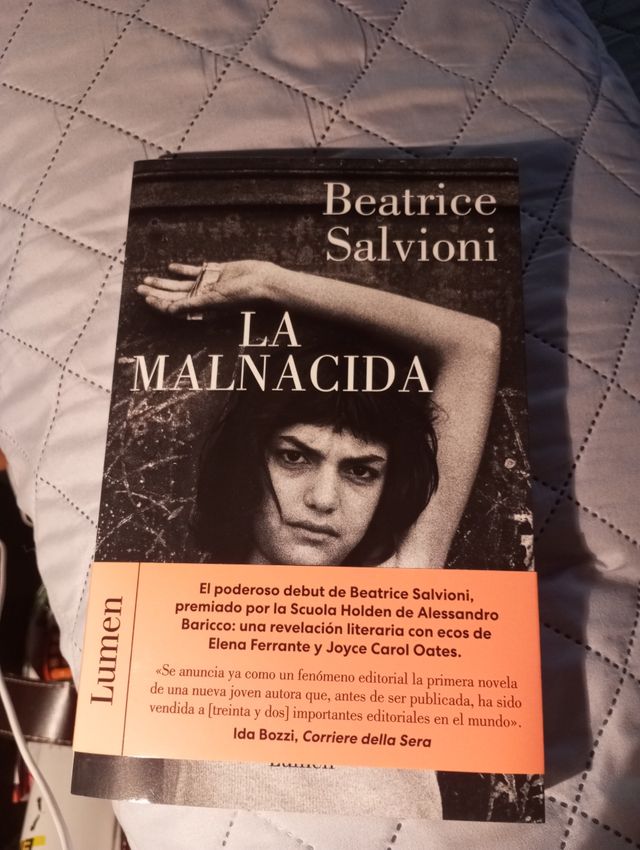 Beatrice
Salvioni
LA
MALNACIDA
Lumen
El poderoso debut de Beatrice Salvioni,
premiado por la Scuola Holden de Alessandro
Baricco: una revelación literaria con ecos de
Elena Ferrante y Joyce Carol Oates.
«Se anuncia ya como un fenómeno editorial la primera novela
de una nueva joven autora que, antes de ser publicada, ha sido
vendida a [treinta y dos] importantes editoriales en el mundo».
Ida Bozzi, Corriere della Sera
Lumen